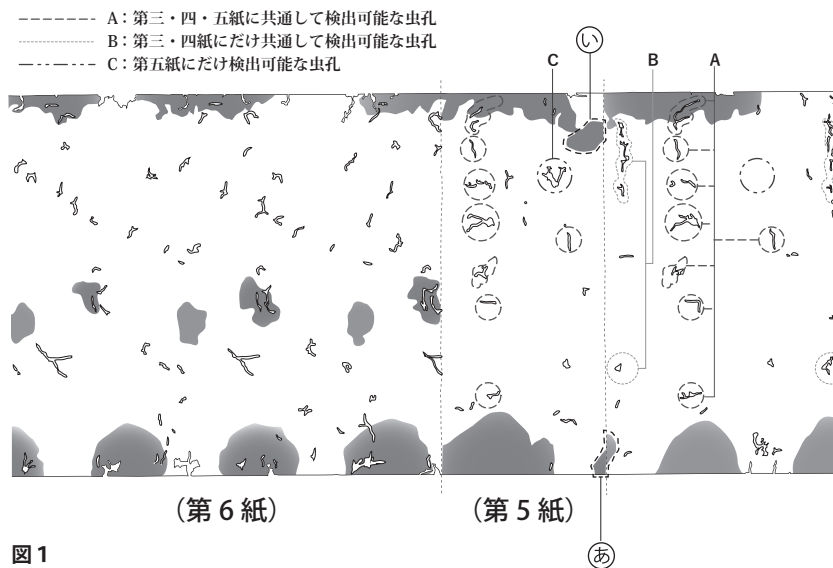 A：第三・四・五紙に共通して検出可能な虫孔
B：第三・四紙にだけ共通して検出可能な虫孔
C：第五紙にだけ検出可能な虫孔
い
C B A
（第 6 紙） （第 5 紙）
あ
図 1